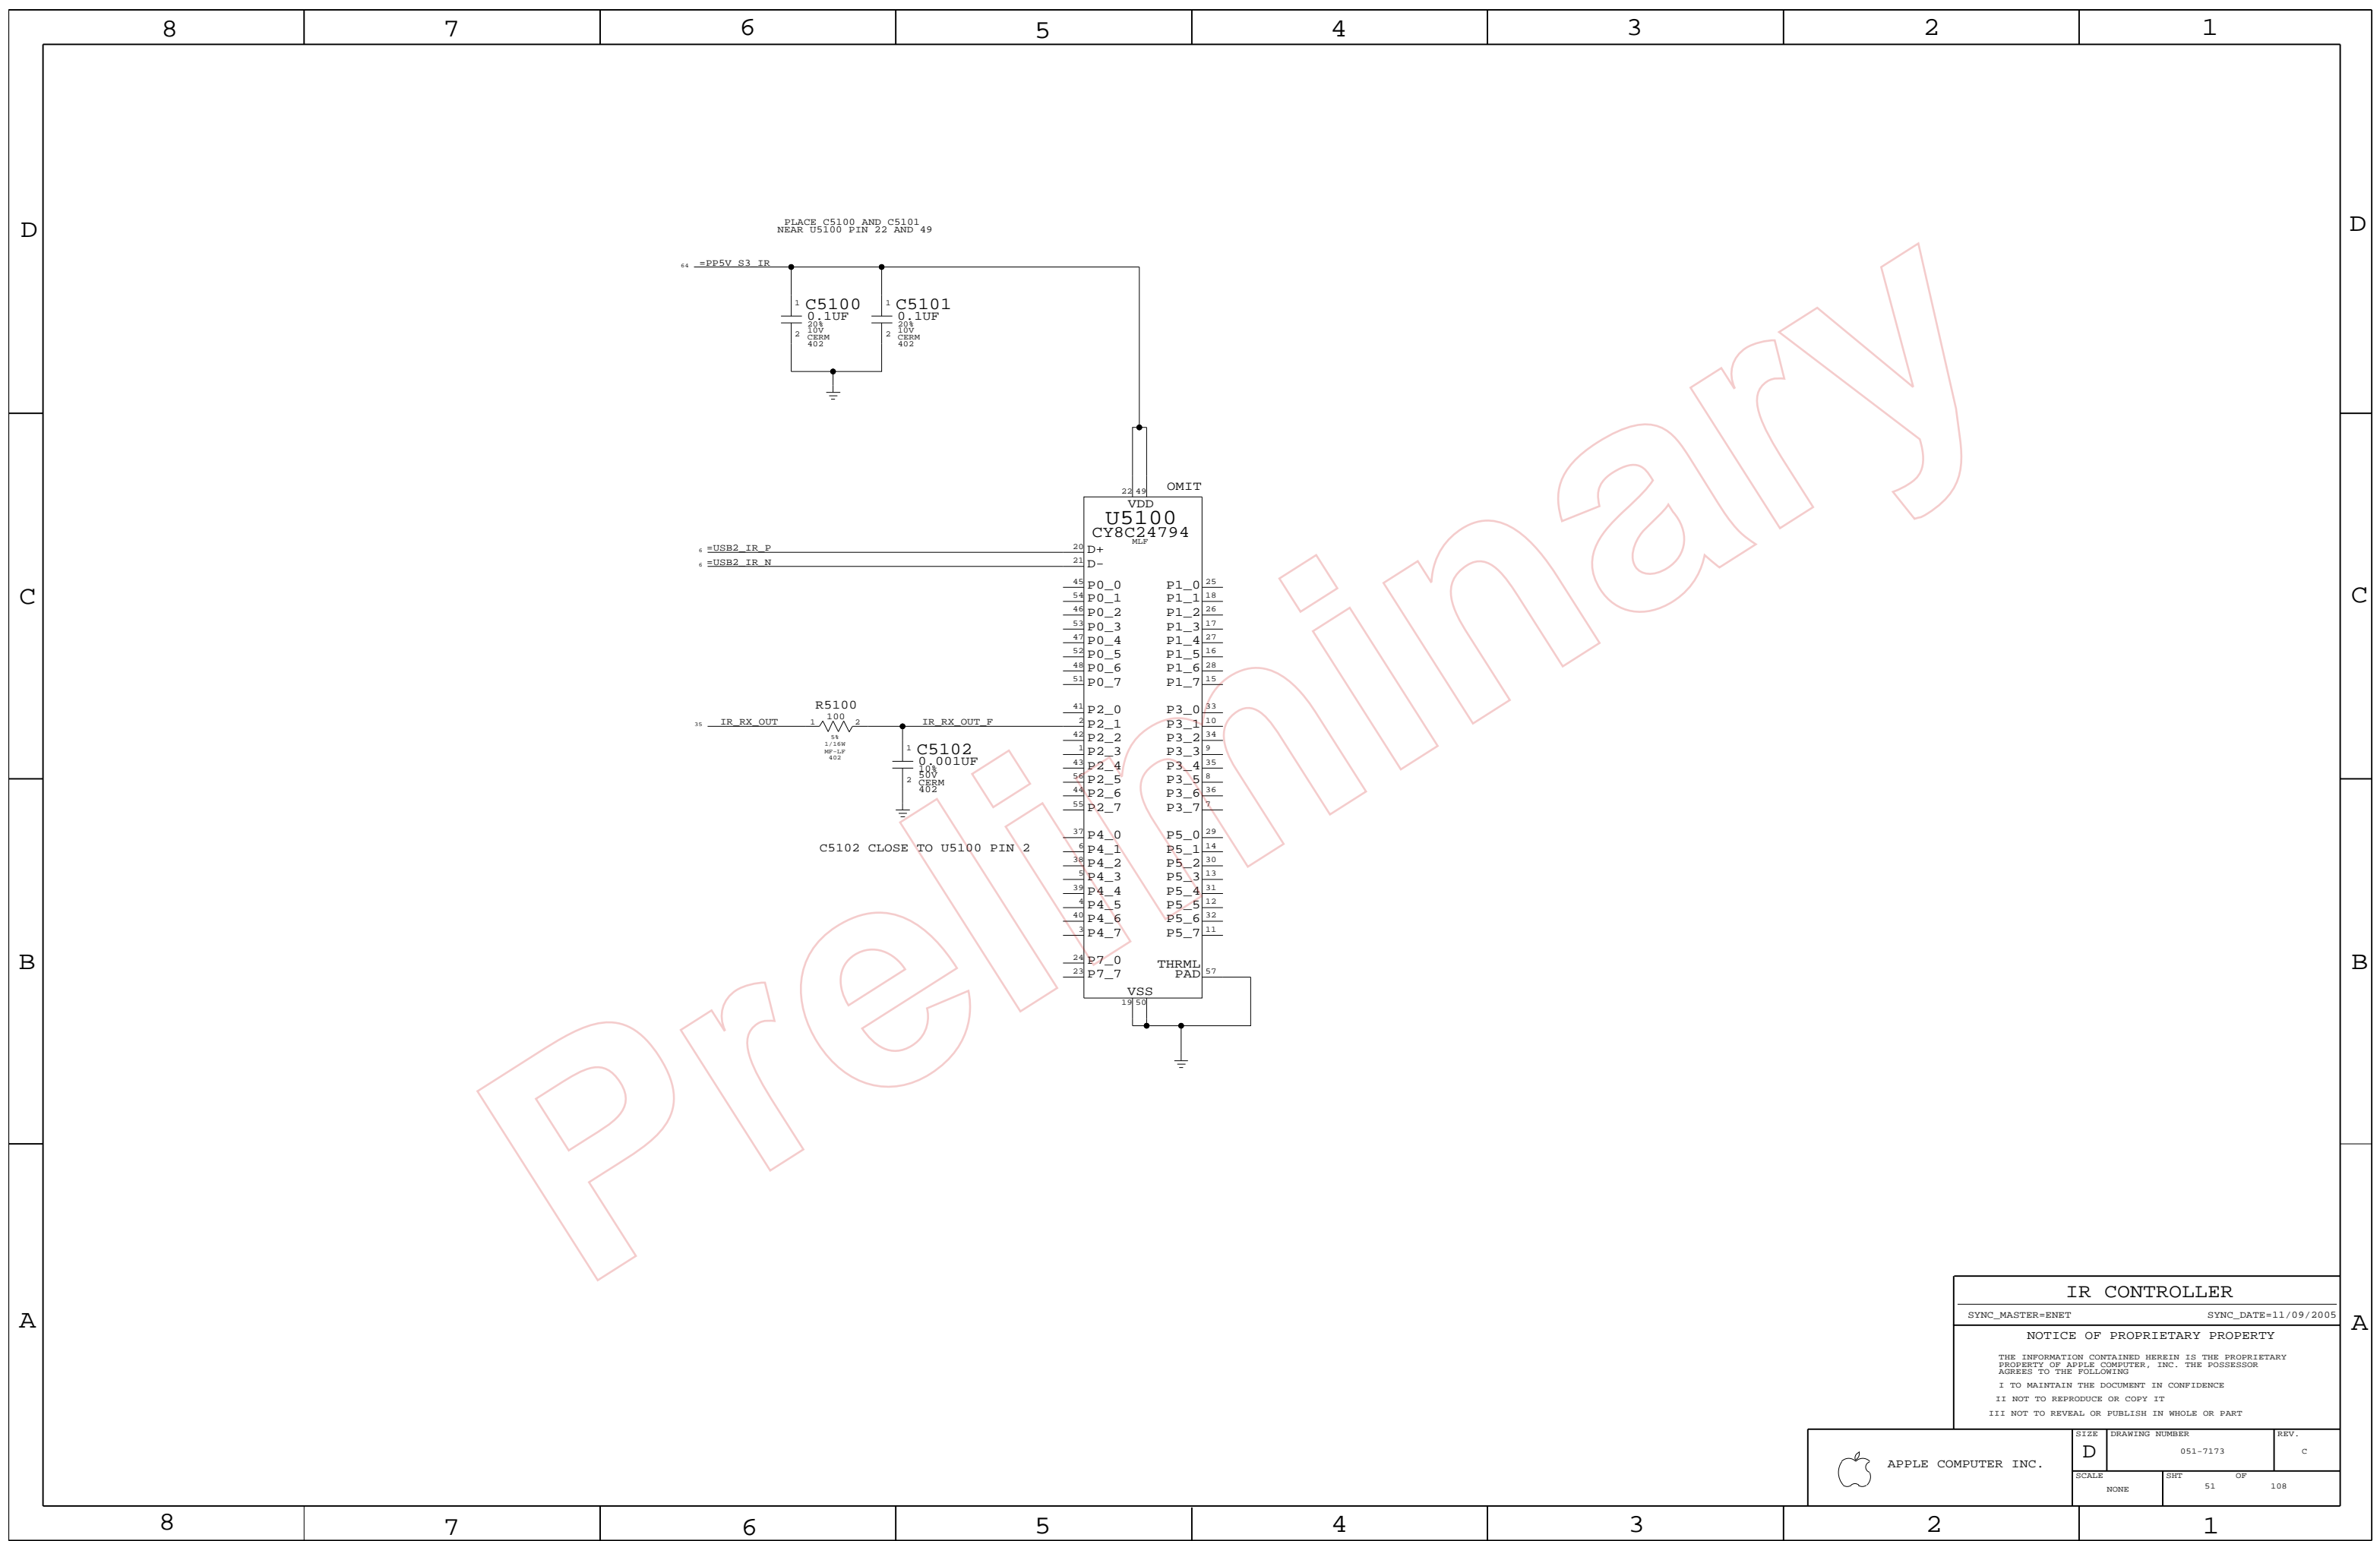 8 7 6 5 4 3 2 1
D D
PLACE C5100 AND C5101
NEAR U5100 PIN 22 AND 49
64 =PP5V_S3_IR
1 C5100
0.1UF
20%
10V
2 CERM
402
1 C5101
0.1UF
20%
10V
2 CERM
402
22 49 OMIT
VDD
U5100
CY8C24794
MLF
6 =USB2_IR_P 20 D+
6 =USB2_IR_N 21 D-
C C
45 P0_0 P1_0 25
54 P0_1 P1_1 18
46 P0_2 P1_2 26
53 P0_3 P1_3 17
47 P0_4 P1_4 27
52 P0_5 P1_5 16
48 P0_6 P1_6 28
51 P0_7 P1_7 15
R5100
100
35 IR_RX_OUT 1 2 IR_RX_OUT_F
5%
1/16W
MF-LF
402
1 C5102
0.001UF
10%
50V
2 CERM
402
C5102 CLOSE TO U5100 PIN 2
41 P2_0 P3_0 33
2 P2_1 P3_1 10
42 P2_2 P3_2 34
1 P2_3 P3_3 9
43 P2_4 P3_4 35
56 P2_5 P3_5 8
44 P2_6 P3_6 36
55 P2_7 P3_7 7
37 P4_0 P5_0 29
6 P4_1 P5_1 14
38 P4_2 P5_2 30
5 P4_3 P5_3 13
39 P4_4 P5_4 31
4 P4_5 P5_5 12
40 P4_6 P5_6 32
3 P4_7 P5_7 11
B B
24 P7_0 THRML
23 P7_7 PAD 57
VSS
19 50
Preliminary
A A
IR CONTROLLER
SYNC_MASTER=ENET SYNC_DATE=11/09/2005
NOTICE OF PROPRIETARY PROPERTY
THE INFORMATION CONTAINED HEREIN IS THE PROPRIETARY
PROPERTY OF APPLE COMPUTER, INC. THE POSSESSOR
AGREES TO THE FOLLOWING
I TO MAINTAIN THE DOCUMENT IN CONFIDENCE
II NOT TO REPRODUCE OR COPY IT
III NOT TO REVEAL OR PUBLISH IN WHOLE OR PART
APPLE COMPUTER INC.
SIZE DRAWING NUMBER REV.
D 051-7173 C
SCALE SHT OF
NONE 51 108
8 7 6 5 4 3 2 1